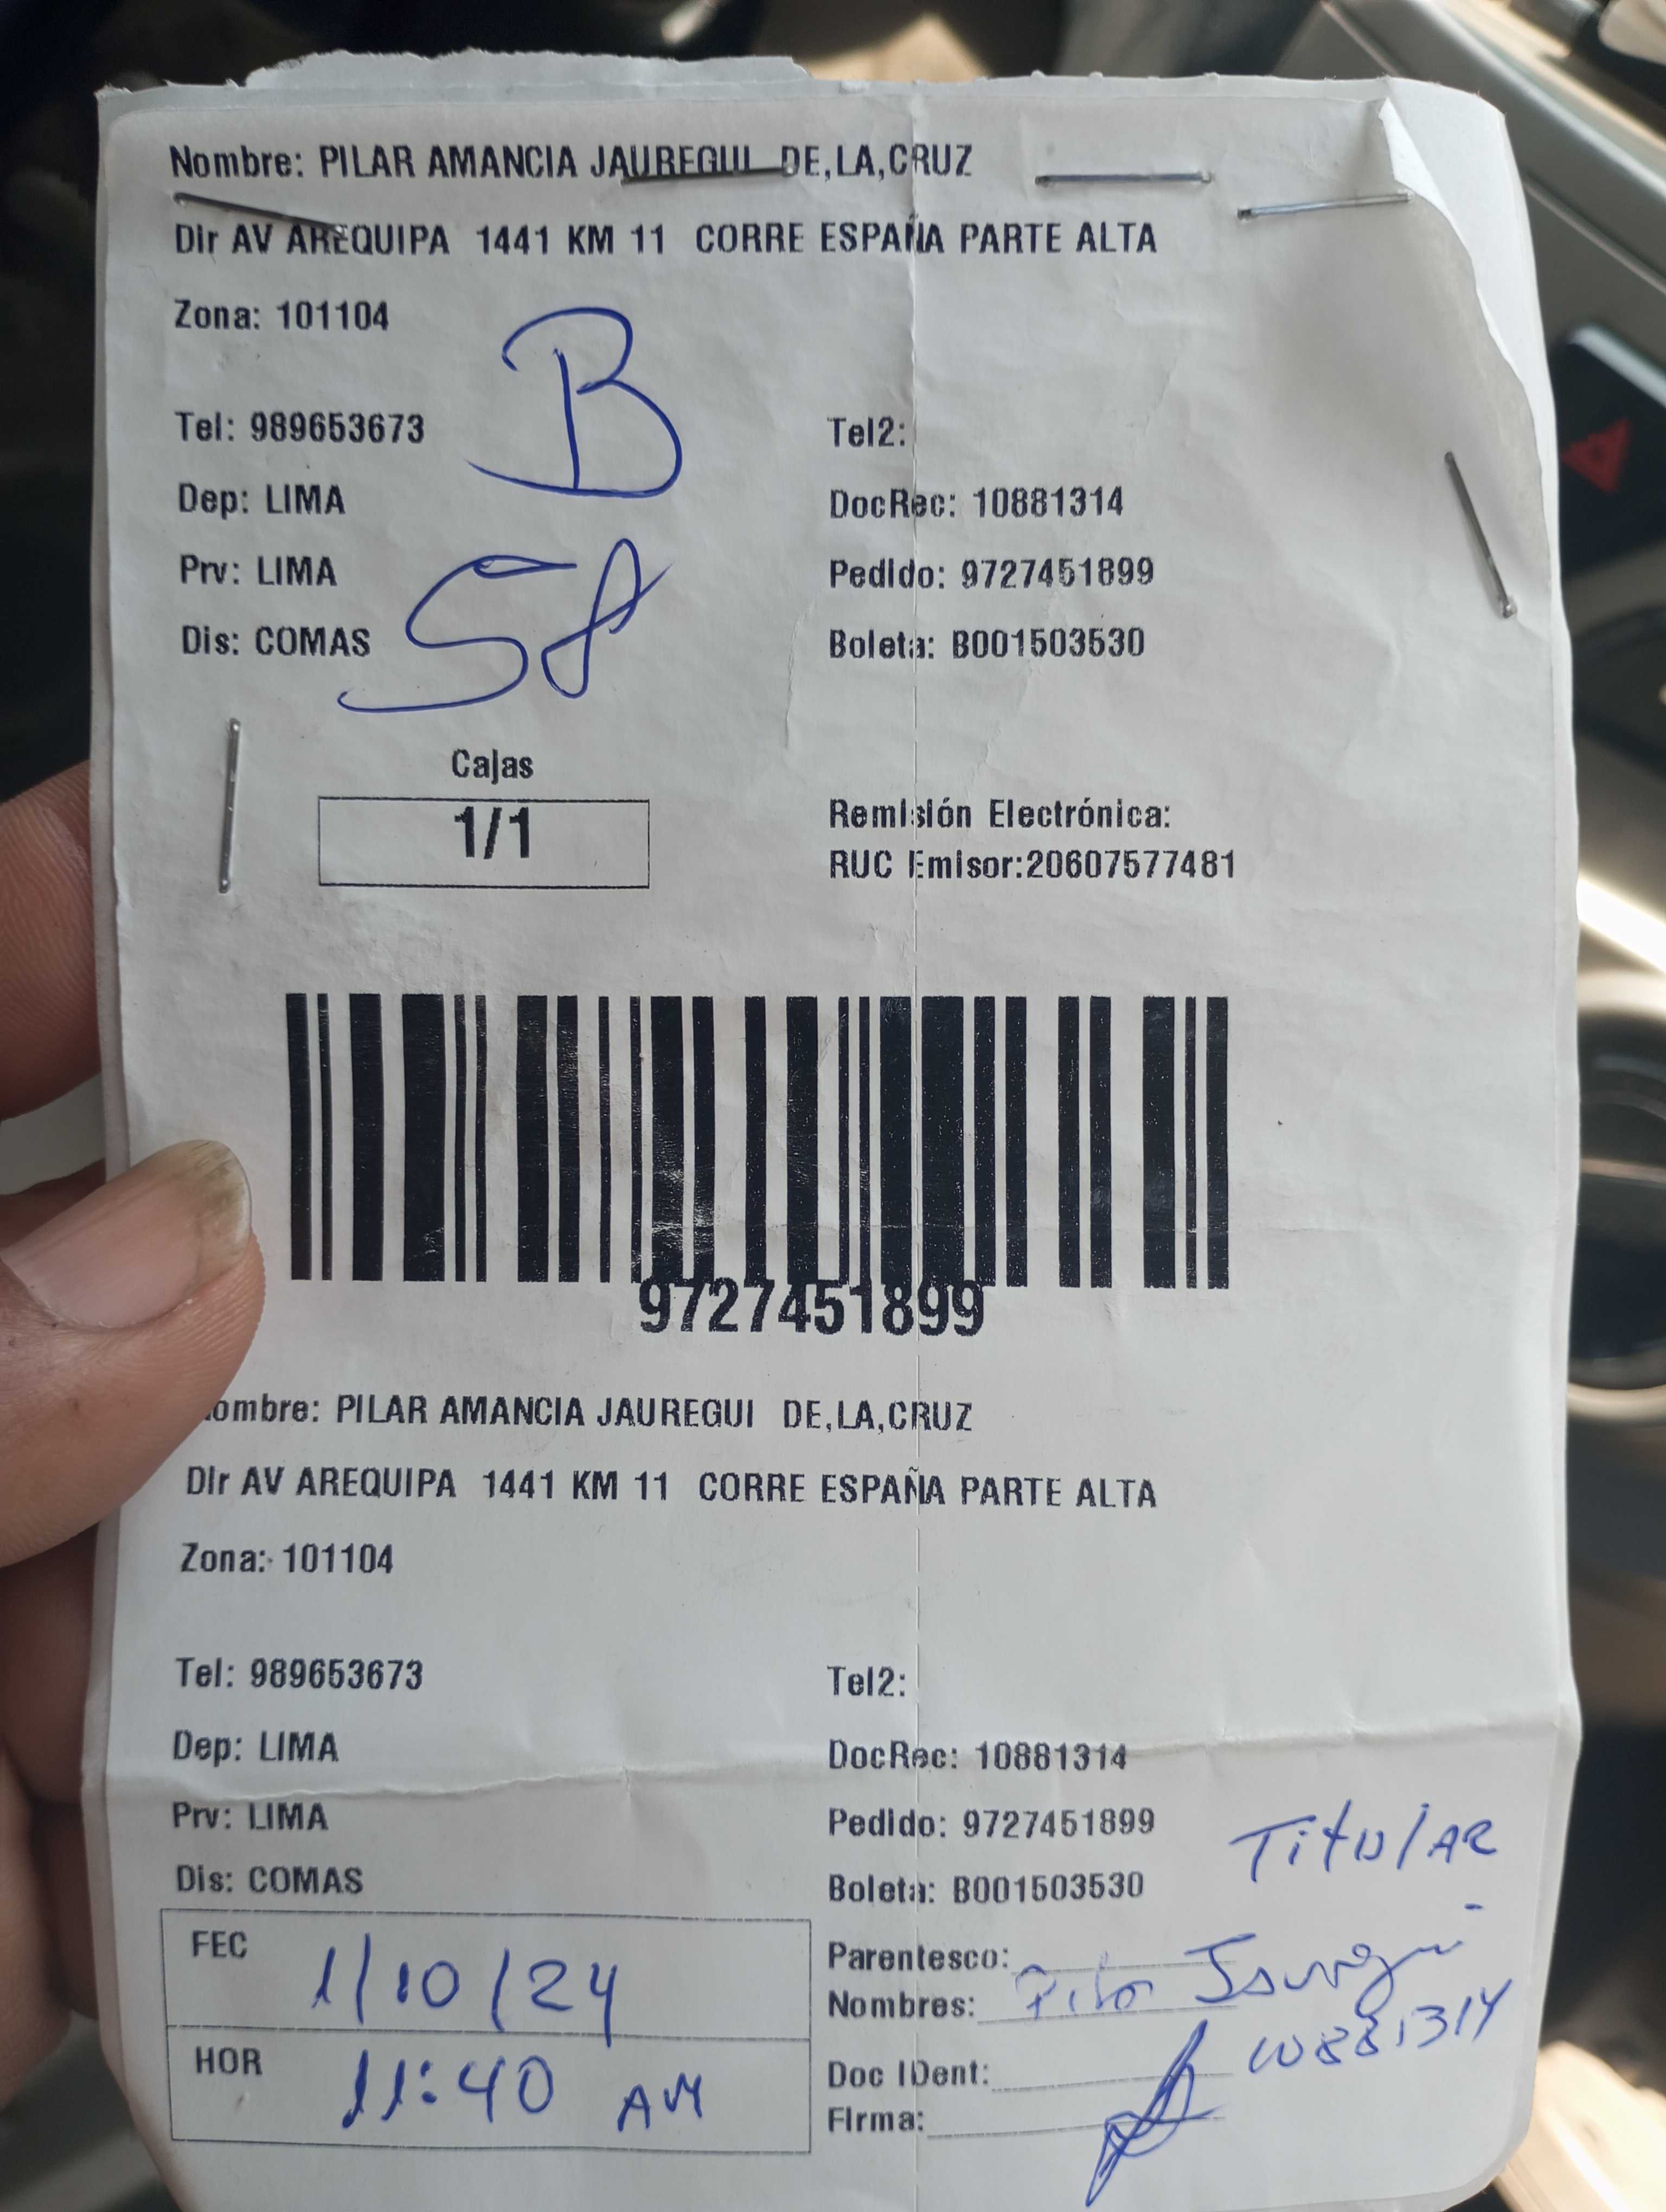 Nombre: PILAR AMANCIA JAUREGUI DE,LA,CRUZ
Dir AV AREQUIPA 1441 KM 11 CORRE ESPAÑA PARTE ALTA
Zona: 101104
B
Tel: 989653673 Tel2:
Dep: LIMA DocRec: 10881314
Prv: LIMA Pedido: 9727451899
58
Dis: COMAS Boleta: B001503530
Cajas
1/1
Remisión Electrónica:
RUC Emisor:20607577481
9727451899
ombre: PILAR AMANCIA JAUREGUI DE,LA,CRUZ
Dir AV AREQUIPA 1441 KM 11 CORRE ESPAÑA PARTE ALTA
Zona: 101104
Tel: 989653673 Tel2:
Dep: LIMA DocRec: 10881314
Prv: LIMA Pedido: 9727451899
Titular
Dis: COMAS Boleta: B001503530
FEC 1/10/24
Parentesco:
Nombres: Pilar Jauregui
HOR 11:40 AM
Doc IDent: 10881314
Firma: